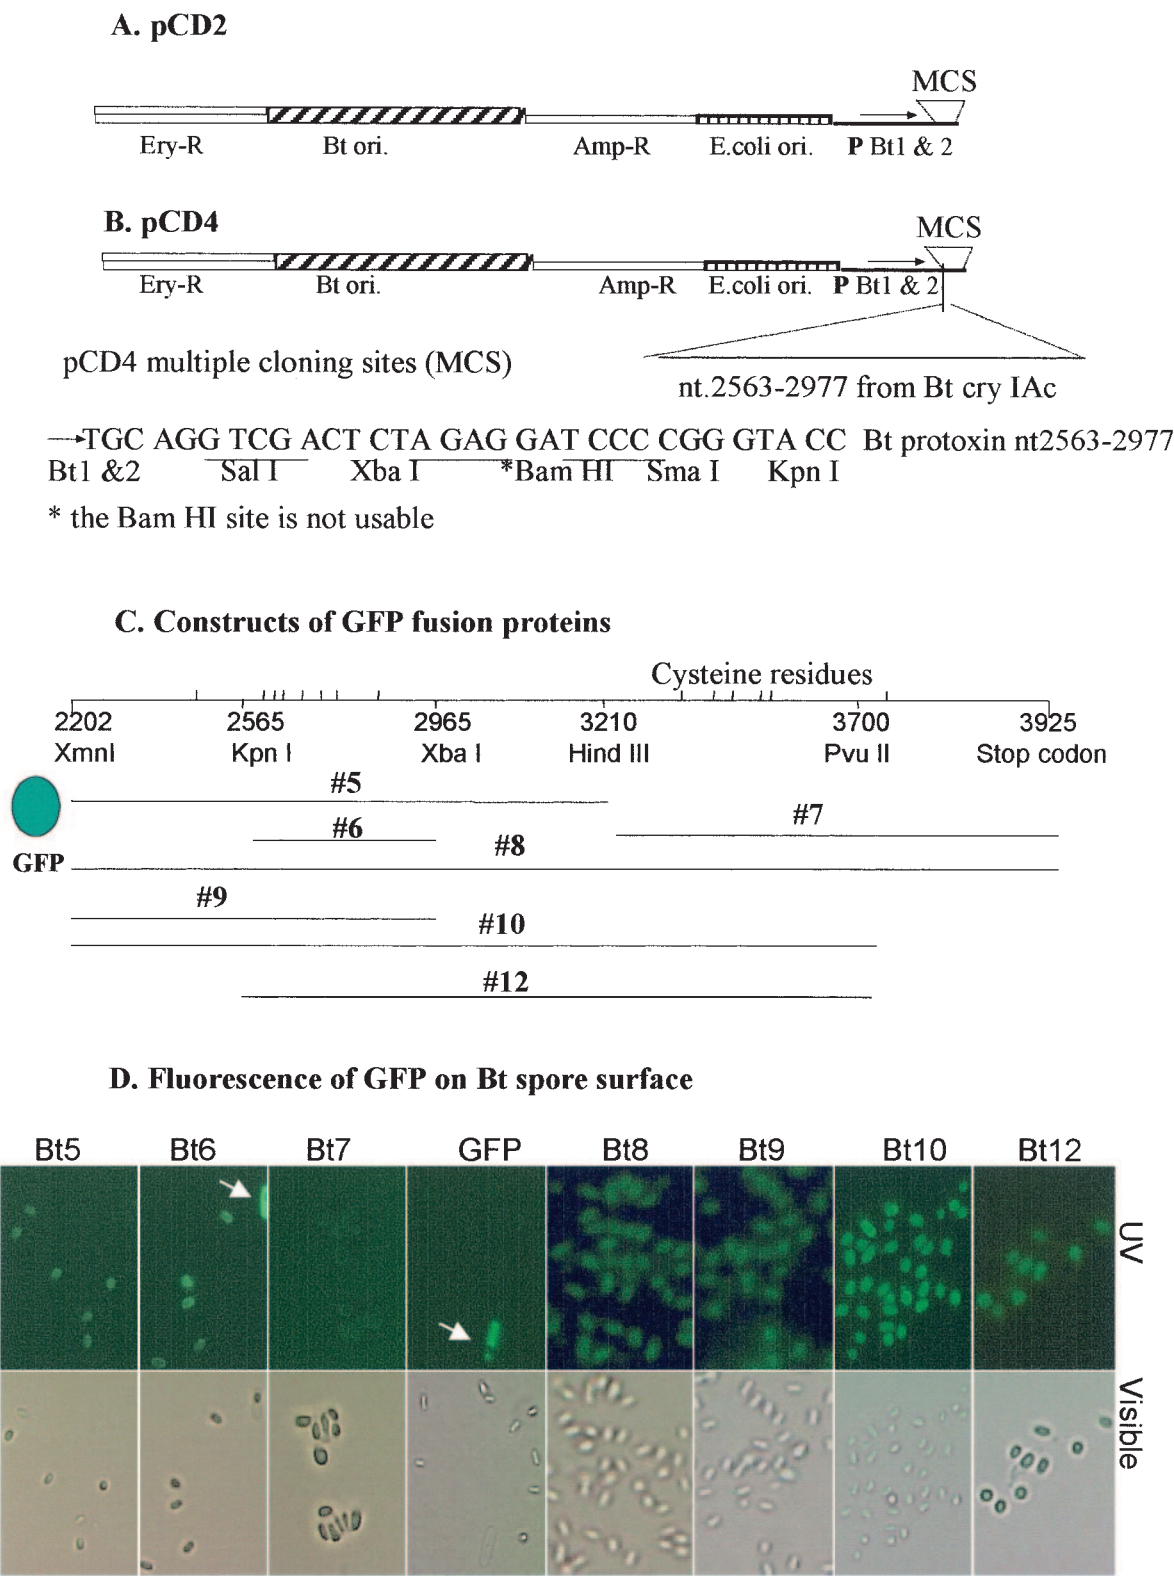 A. pCD2
MCS
Ery-R Bt ori. Amp-R E.coli ori. P Bt1 & 2
B. pCD4
MCS
Ery-R Bt ori. Amp-R E.coli ori. P Bt1 & 2
pCD4 multiple cloning sites (MCS)
nt.2563-2977 from Bt cry IAc
→TGC AGG TCG ACT CTA GAG GAT CCC CGG GTA CC Bt protoxin nt2563-2977
Bt1 &2 Sal I Xba I *Bam HI Sma I Kpn I
* the Bam HI site is not usable
C. Constructs of GFP fusion proteins
Cysteine residues
2202 2565 2965 3210 3700 3925
XmnI Kpn I Xba I Hind III Pvu II Stop codon
#5
#7
#6
#8
GFP
#9
#10
#12
D. Fluorescence of GFP on Bt spore surface
Bt5 Bt6 Bt7 GFP Bt8 Bt9 Bt10 Bt12
UV
Visible